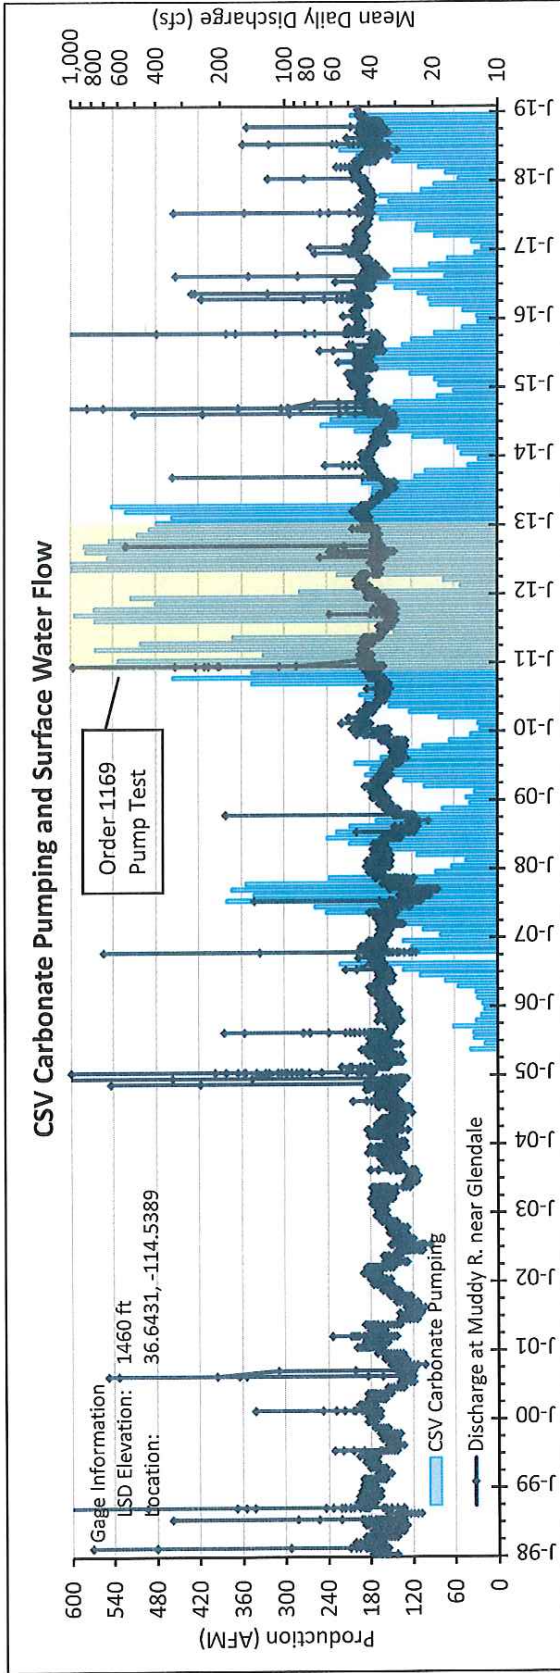 CSV Carbonate Pumping and Surface Water Flow
Production (AFM)
600
540
480
420
360
300
240
180
120
60
0
Gage Information
LSD Elevation: 1460 ft
Location: 36.6431, -114.5389
Order 1169
Pump Test
CSV Carbonate Pumping
Discharge at Muddy R. near Glendale
J-98
J-99
J-00
J-01
J-02
J-03
J-04
J-05
J-06
J-07
J-08
J-09
J-10
J-11
J-12
J-13
J-14
J-15
J-16
J-17
J-18
J-19
1,000
800
600
400
200
100
80
60
40
20
10
Mean Daily Discharge (cfs)